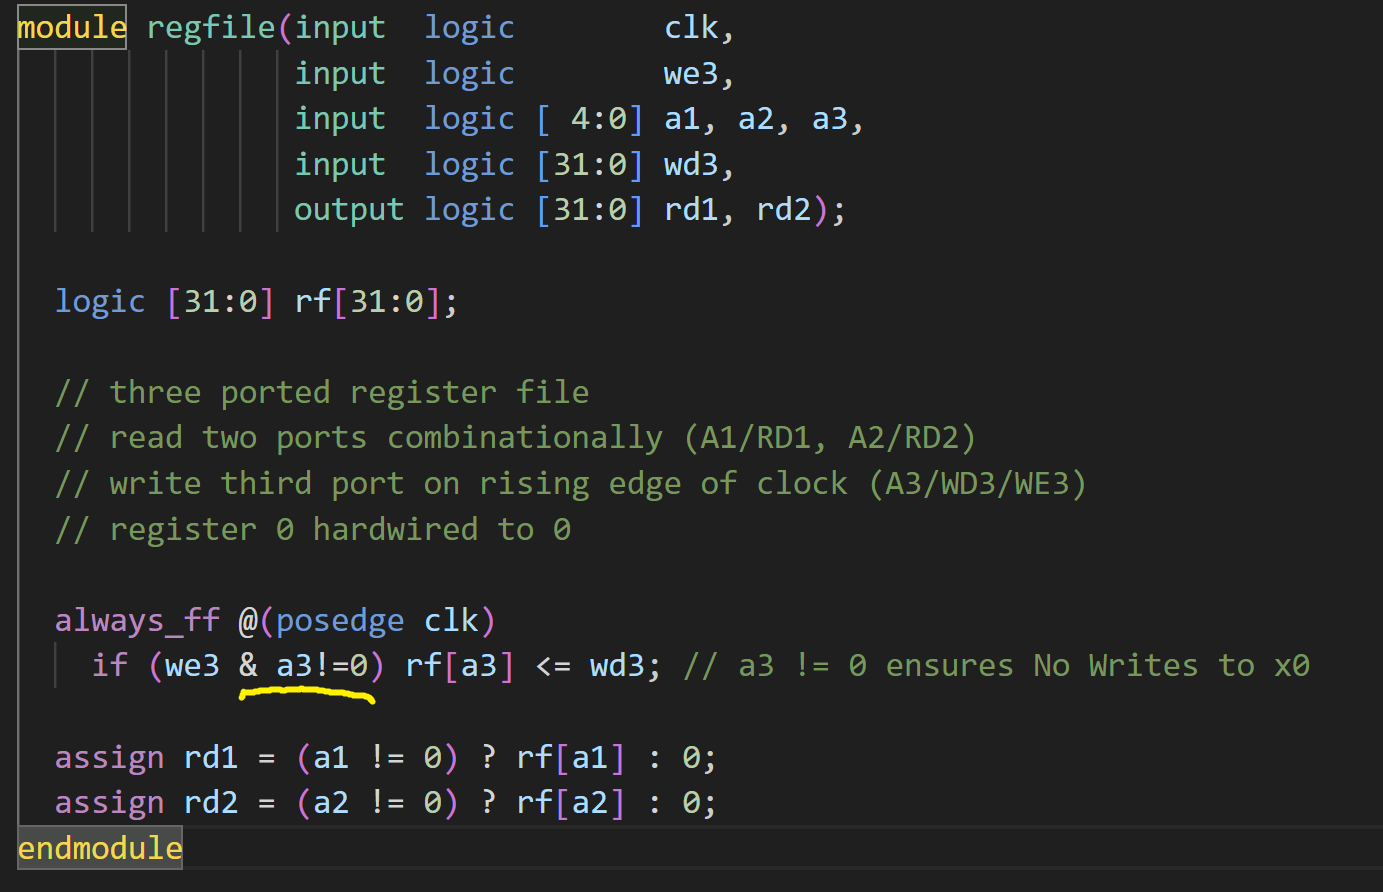 module regfile(input  logic        clk,
               input  logic        we3,
               input  logic [ 4:0] a1, a2, a3,
               input  logic [31:0] wd3,
               output logic [31:0] rd1, rd2);
  logic [31:0] rf[31:0];
  // three ported register file
  // read two ports combinationally (A1/RD1, A2/RD2)
  // write third port on rising edge of clock (A3/WD3/WE3)
  // register 0 hardwired to 0
  always_ff @(posedge clk)
    if (we3 & a3!=0) rf[a3] <= wd3; // a3 != 0 ensures No Writes to x0
  assign rd1 = (a1 != 0) ? rf[a1] : 0;
  assign rd2 = (a2 != 0) ? rf[a2] : 0;
endmodule